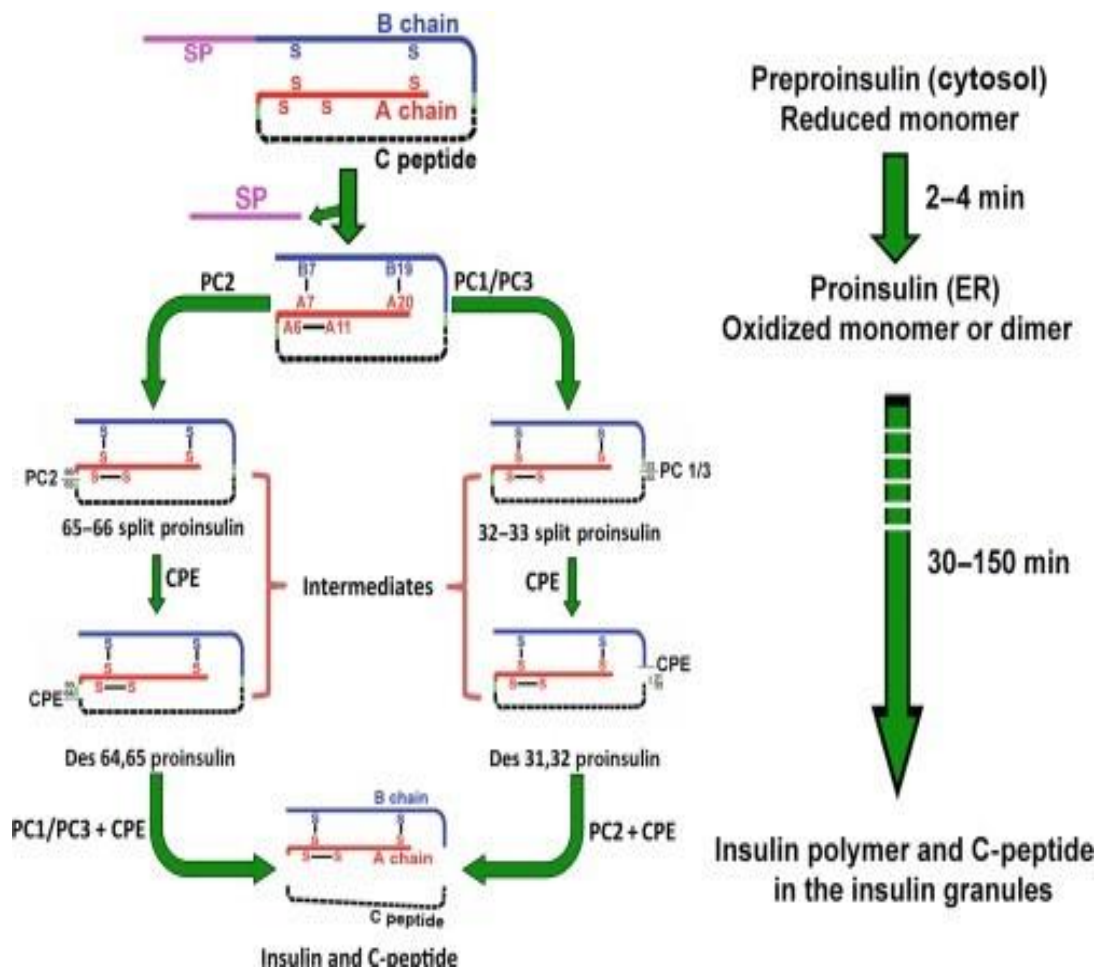 B chain
SP
S S
S S
S S
A chain
C peptide
SP
B7 B19
A7 A20
A6 A11
PC2
PC1/PC3
S S
S S
S S
PC2
65–66 split proinsulin
S S
S S
S S
PC 1/3
32–33 split proinsulin
CPE
Intermediates
CPE
S S
S S
S S
CPE
Des 64,65 proinsulin
S S
S S
S S
CPE
Des 31,32 proinsulin
PC1/PC3 + CPE
B chain
S S
S S
S S
A chain
C peptide
PC2 + CPE
Insulin and C-peptide
Preproinsulin (cytosol)
Reduced monomer
2–4 min
Proinsulin (ER)
Oxidized monomer or dimer
30–150 min
Insulin polymer and C-peptide
in the insulin granules